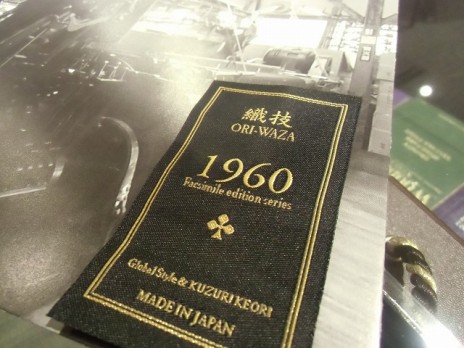 織技
ORI-WAZA
1960
Facsimile edition series
Global Style & KUZURI KEORI
MADE IN JAPAN